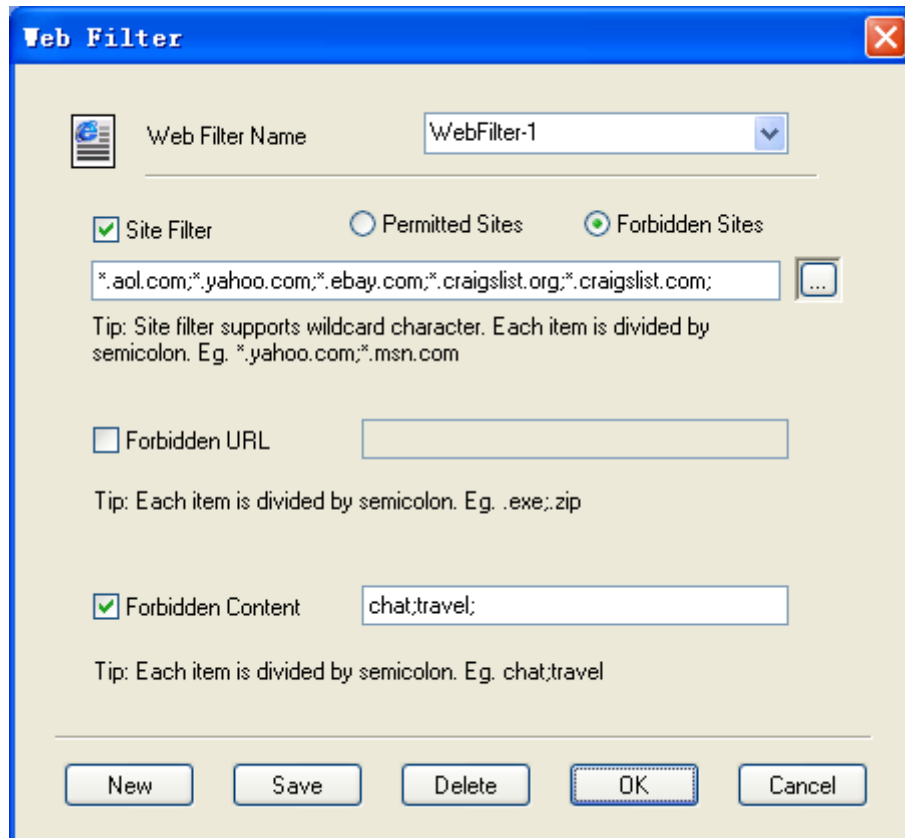 Web Filter
Web Filter Name
WebFilter-1
Site Filter
Permitted Sites
Forbidden Sites
*.aol.com;*.yahoo.com;*.ebay.com;*.craigslist.org;*.craigslist.com;
...
Tip: Site filter supports wildcard character. Each item is divided by
semicolon. Eg. *.yahoo.com;*.msn.com
Forbidden URL
Tip: Each item is divided by semicolon. Eg. .exe;.zip
Forbidden Content
chat;travel;
Tip: Each item is divided by semicolon. Eg. chat;travel
New
Save
Delete
OK
Cancel